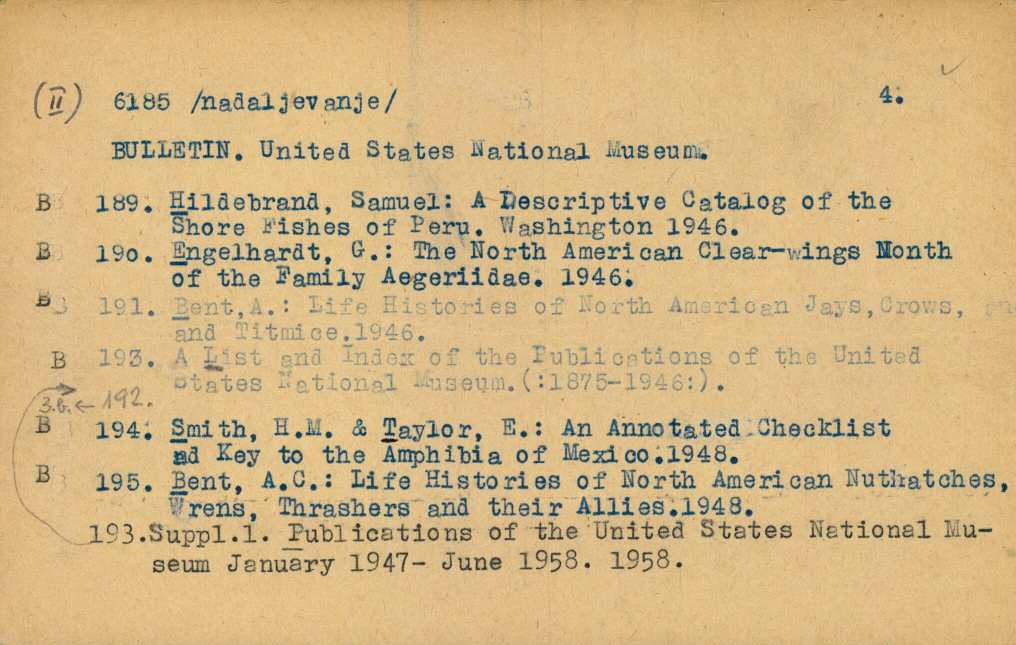 (II) 6185 /nadaljevanje/ 4.
BULLETIN. United States National Museum.
B 189. Hildebrand, Samuel: A Descriptive Catalog of the
Shore Fishes of Peru. Washington 1946.
B 19o. Engelhardt, G.: The North American Clear-wings Month
of the Family Aegeriidae. 1946.
B 191. Bent,A.: Life Histories of North American Jays,Crows,
and Titmice.1946.
B 193. A List and Index of the Publications of the United
States National Museum.(:1875-1946:).
3.b. ← 192.
B 194. Smith, H.M. & Taylor, E.: An Annotated Checklist
ad Key to the Amphibia of Mexico.1948.
B 195. Bent, A.C.: Life Histories of North American Nuthatches,
Wrens, Thrashers and their Allies.1948.
193.Suppl.1. Publications of the United States National Mu-
seum January 1947- June 1958. 1958.